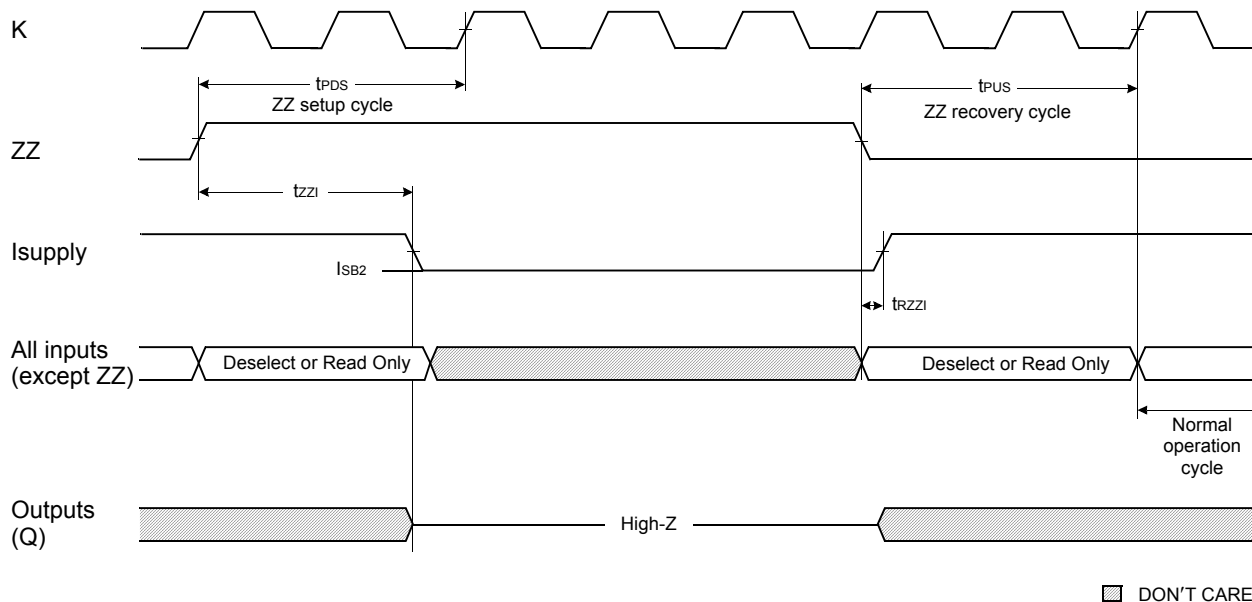 K
tPDS
ZZ setup cycle
tPUS
ZZ recovery cycle
ZZ
tZZI
Isupply
ISB2
tRZZI
All inputs
(except ZZ)
Deselect or Read Only
Deselect or Read Only
Normal
operation
cycle
Outputs
(Q)
High-Z
DON'T CARE